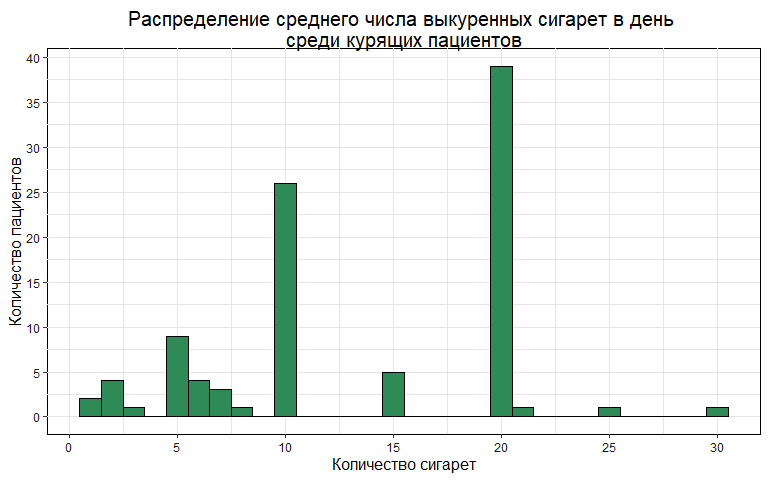 Распределение среднего числа выкуренных сигарет в день
среди курящих пациентов
Количество пациентов
40
35
30
25
20
15
10
5
0
0 5 10 15 20 25 30
Количество сигарет